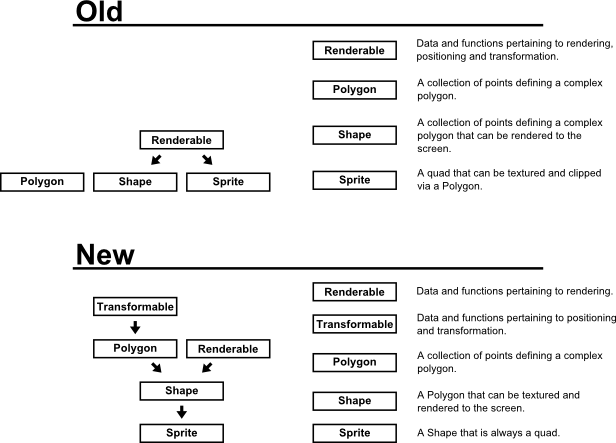 Old
Renderable
Data and functions pertaining to rendering,
positioning and transformation.
Polygon
A collection of points defining a complex
polygon.
Shape
A collection of points defining a complex
polygon that can be rendered to the
screen.
Sprite
A quad that can be textured and clipped
via a Polygon.
Renderable
Polygon
Shape
Sprite
New
Renderable
Data and functions pertaining to rendering.
Transformable
Data and functions pertaining to positioning
and transformation.
Polygon
A collection of points defining a complex
polygon.
Shape
A Polygon that can be textured and
rendered to the screen.
Sprite
A Shape that is always a quad.
Transformable
Polygon
Renderable
Shape
Sprite